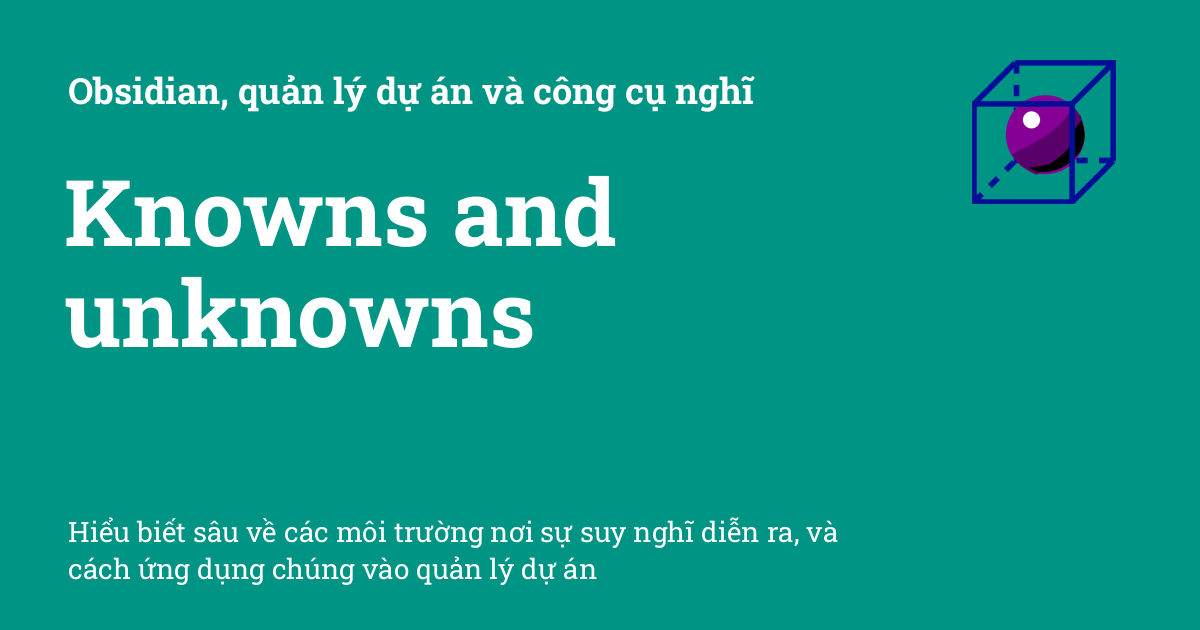 Obsidian, quản lý dự án và công cụ nghĩ
Knowns and
unknowns
Hiểu biết sâu về các môi trường nơi sự suy nghĩ diễn ra, và
cách ứng dụng chúng vào quản lý dự án